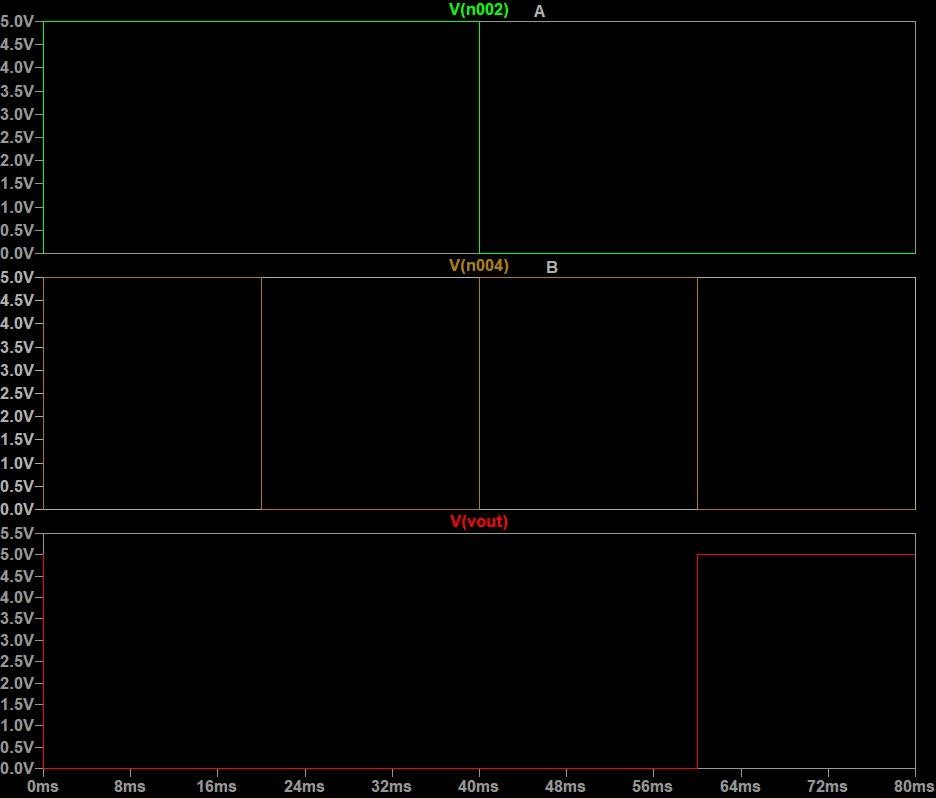 V(n002) A
5.0V
4.5V
4.0V
3.5V
3.0V
2.5V
2.0V
1.5V
1.0V
0.5V
0.0V
V(n004) B
5.0V
4.5V
4.0V
3.5V
3.0V
2.5V
2.0V
1.5V
1.0V
0.5V
0.0V
V(vout)
5.5V
5.0V
4.5V
4.0V
3.5V
3.0V
2.5V
2.0V
1.5V
1.0V
0.5V
0.0V
0ms 8ms 16ms 24ms 32ms 40ms 48ms 56ms 64ms 72ms 80ms